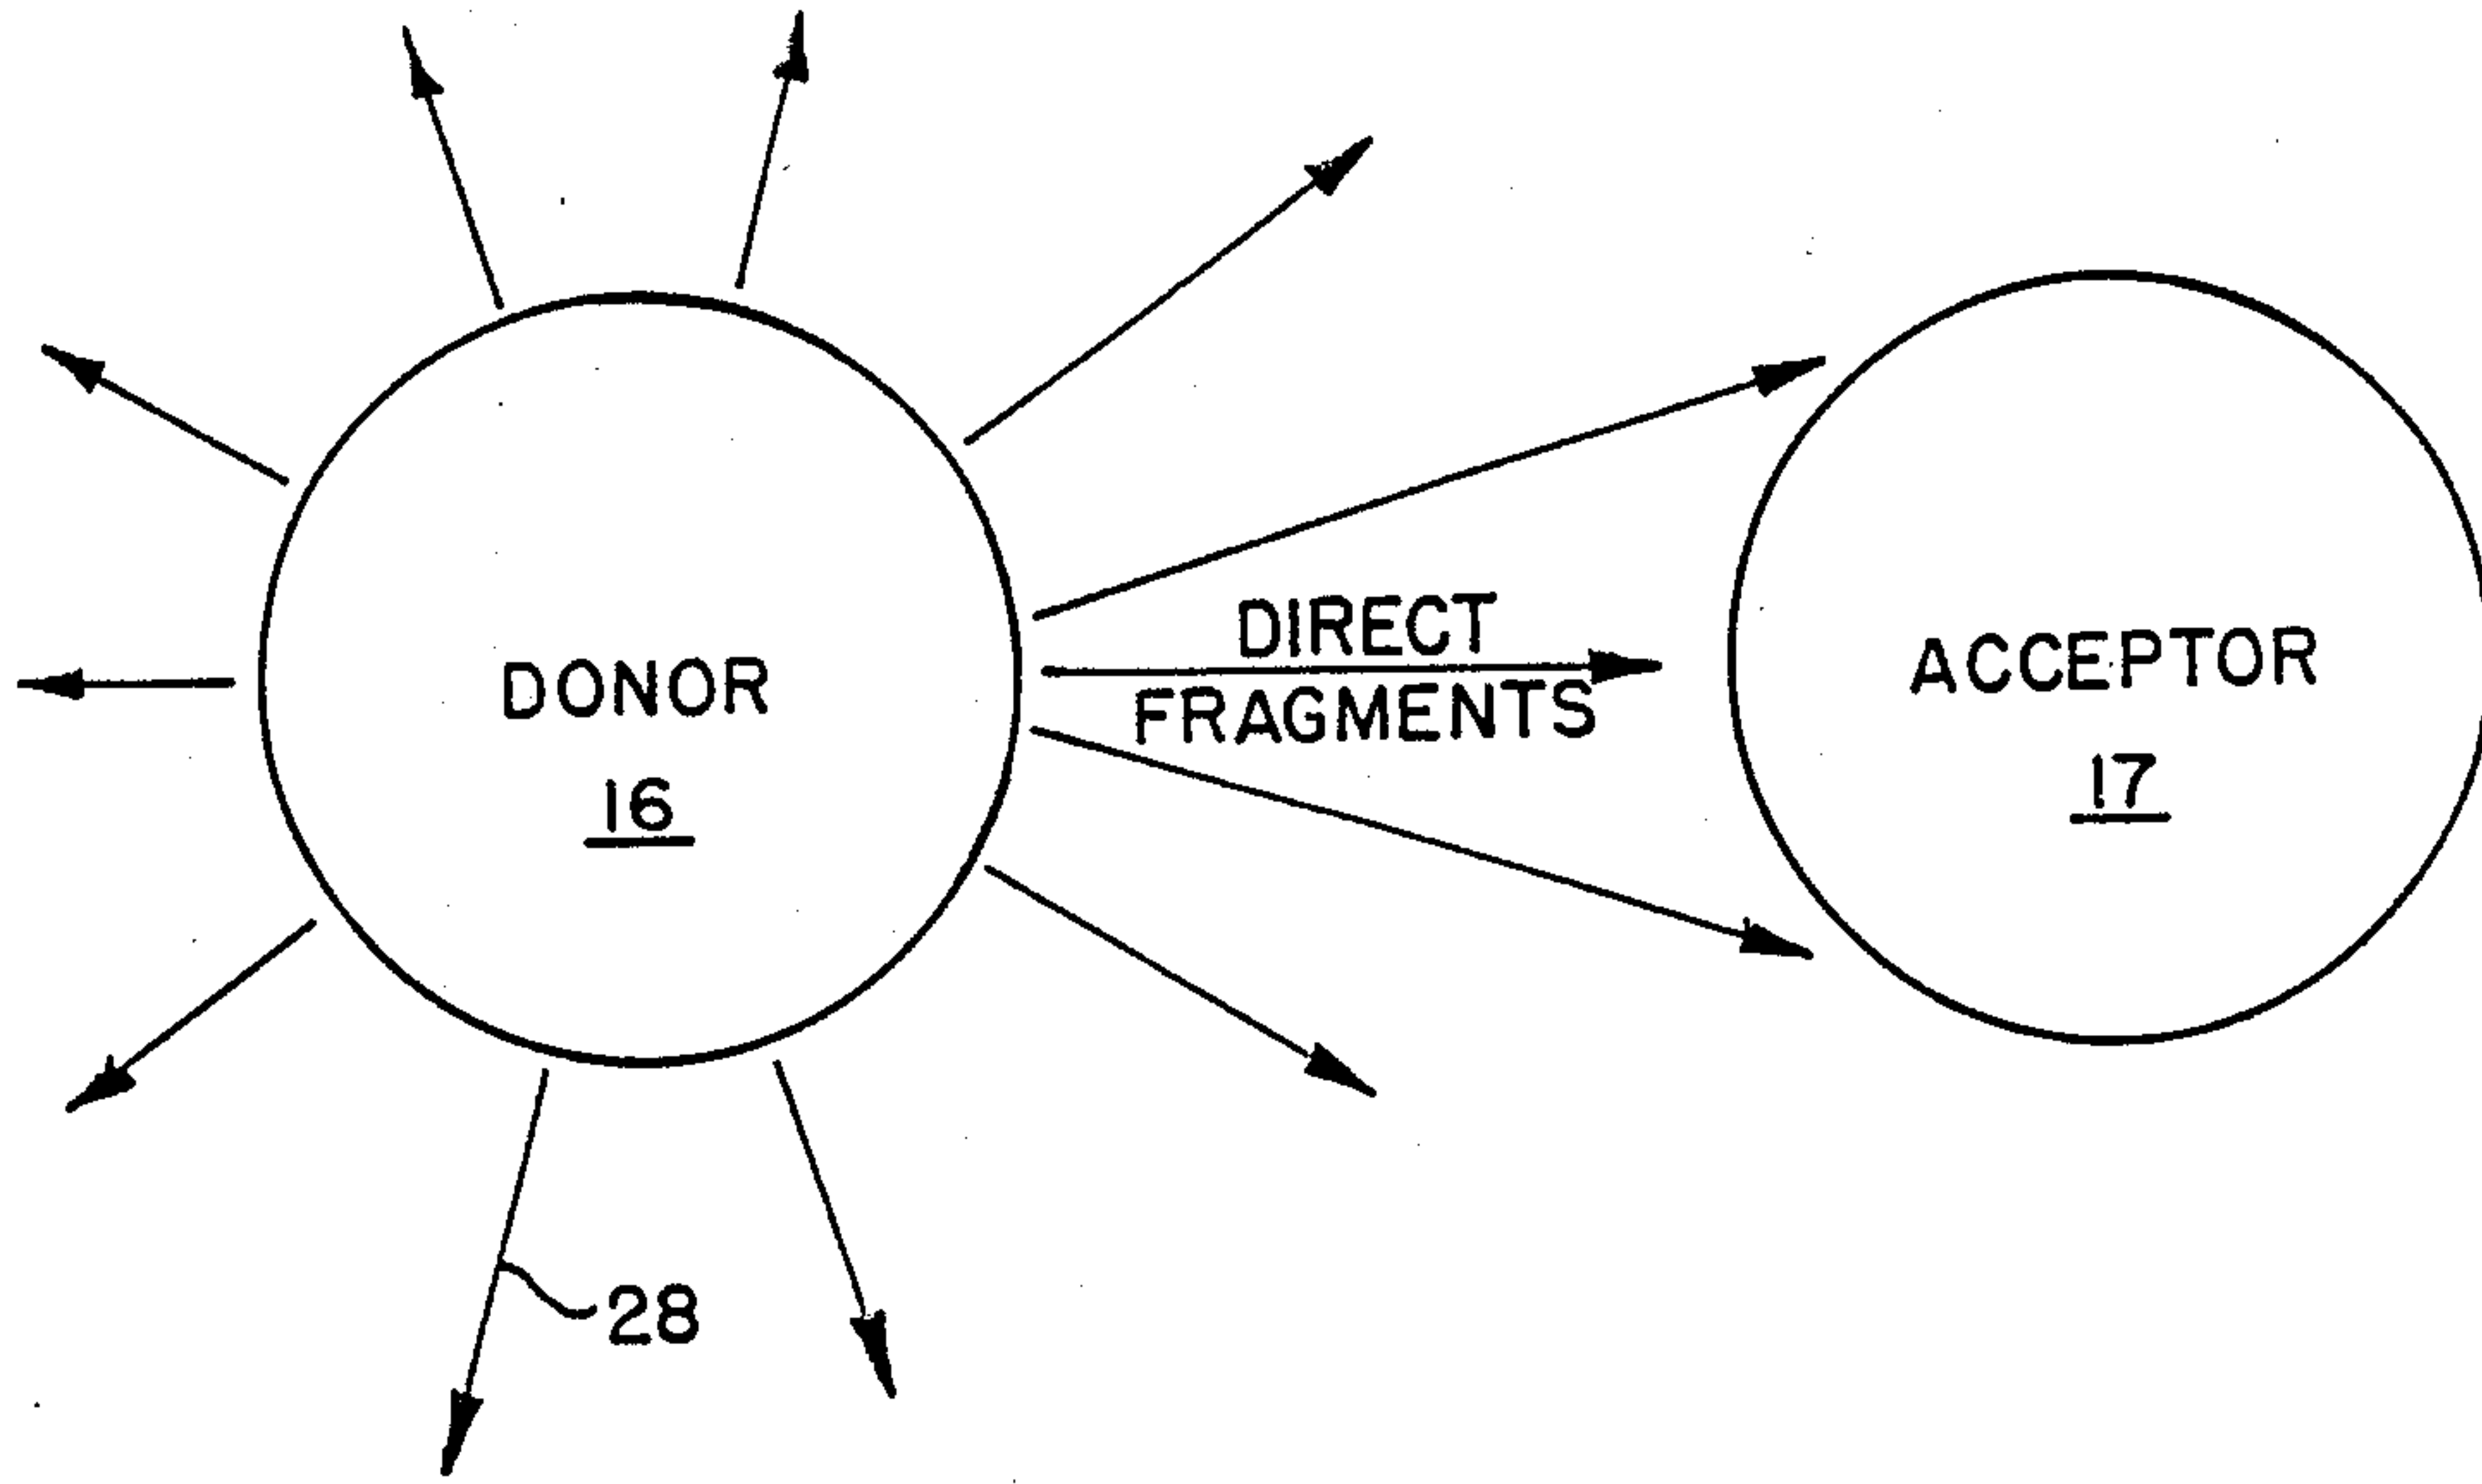 DIRECT
FRAGMENTS
DONOR
16
ACCEPTOR
17
28